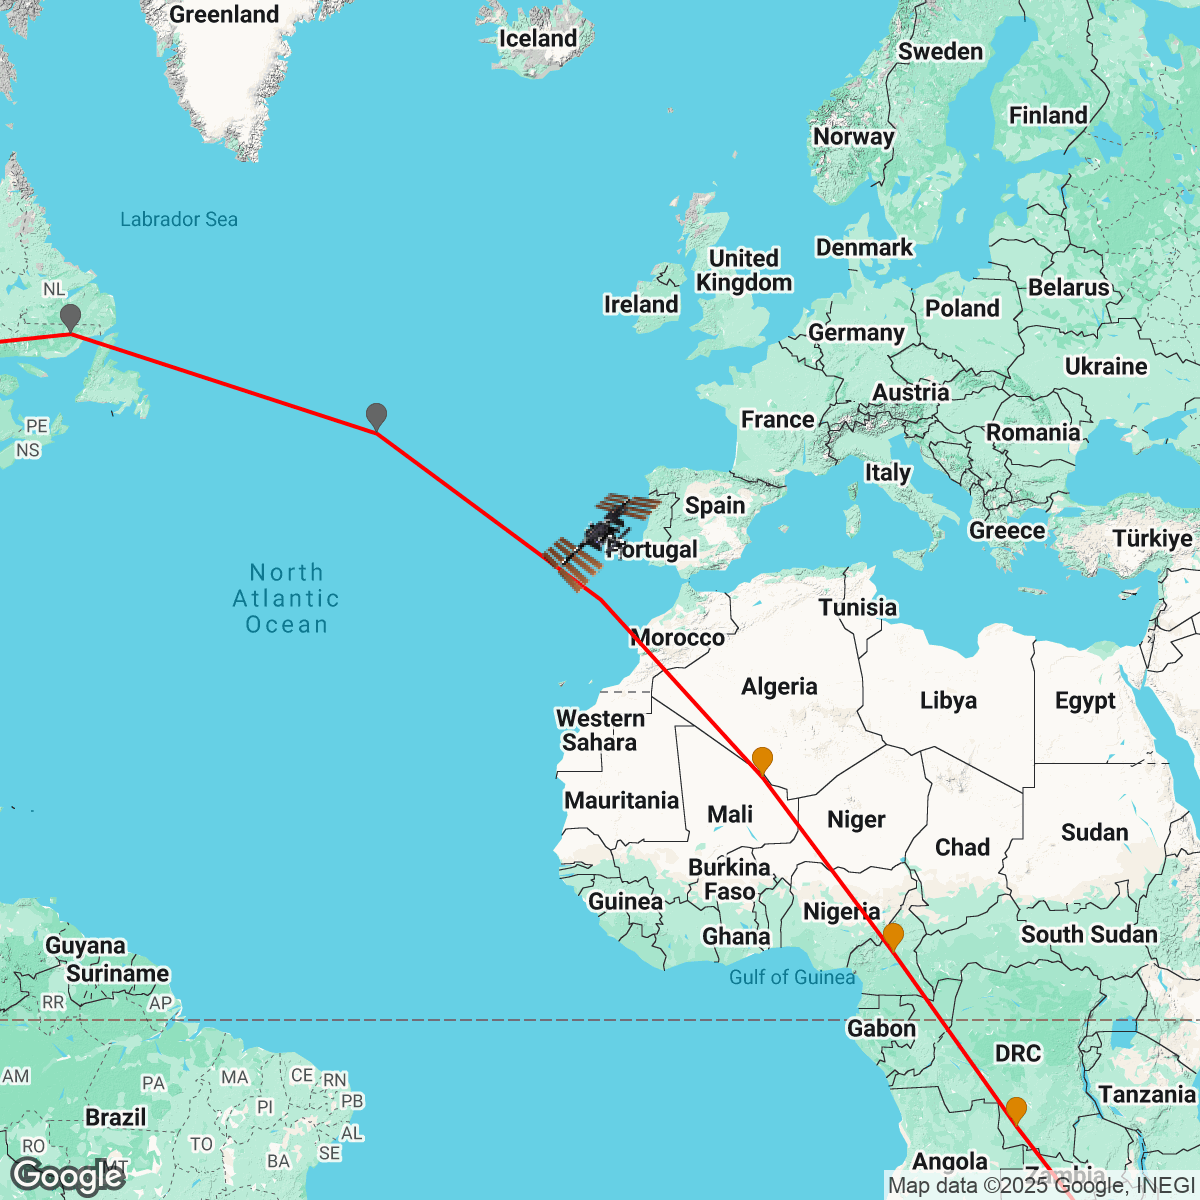 Greenland
Iceland
Sweden
Finland
Norway
Labrador Sea
Denmark
United
Kingdom
Belarus
NL
Ireland
Poland
Germany
Ukraine
Austria
PE
France
Romania
NS
Italy
Spain
Greece
Türkiye
Portugal
North
Atlantic
Ocean
Tunisia
Morocco
Algeria
Libya
Egypt
Western
Sahara
Mauritania
Mali
Niger
Sudan
Chad
Burkina
Faso
Guinea
Nigeria
Ghana
South Sudan
Guyana
Suriname
Gulf of Guinea
RR
AP
Gabon
DRC
AM
PA
MA
CE
RN
Tanzania
PB
PI
Brazil
AL
RO
TO
SE
BA
Angola
MT
Zambia
Google
Map data ©2025 Google, INEGI